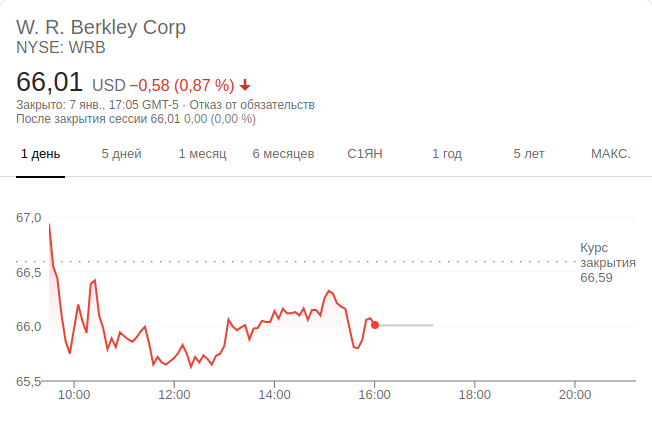 W. R. Berkley Corp
NYSE: WRB
66,01 USD −0,58 (0,87 %)
Закрыто: 7 янв., 17:05 GMT-5 · Отказ от обязательств
После закрытия сессии 66,01 0,00 (0,00 %)
1 день 5 дней 1 месяц 6 месяцев С1ЯН 1 год 5 лет МАКС.
67,0
Курс
закрытия
66,59
66,5
66,0
65,5
10:00 12:00 14:00 16:00 18:00 20:00